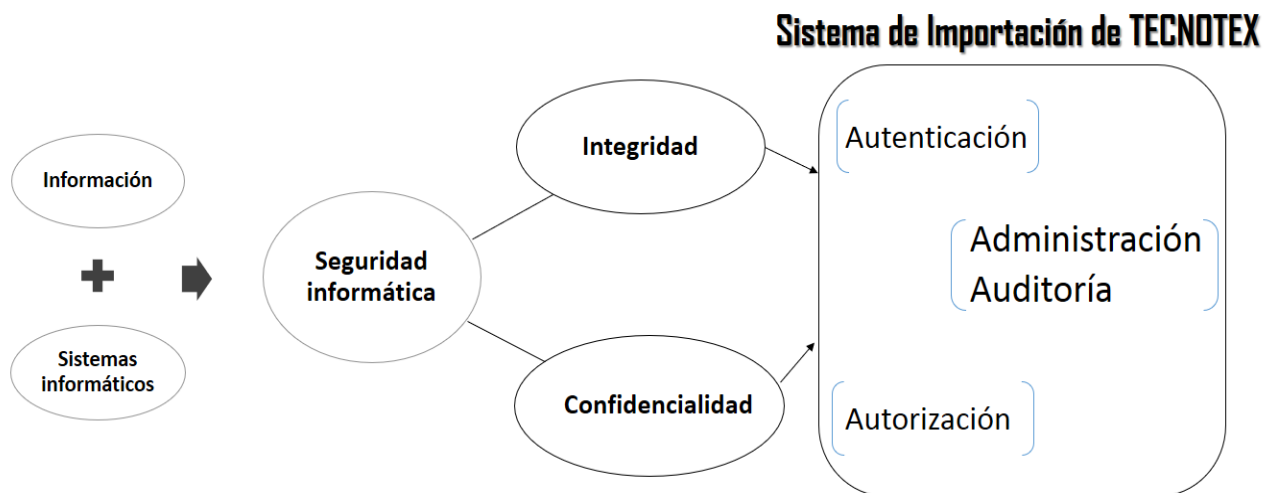 Sistema de Importación de TECNOTEX
Información
Sistemas
informáticos
Seguridad
informática
Integridad
Confidencialidad
Autenticación
Administración
Auditoría
Autorización